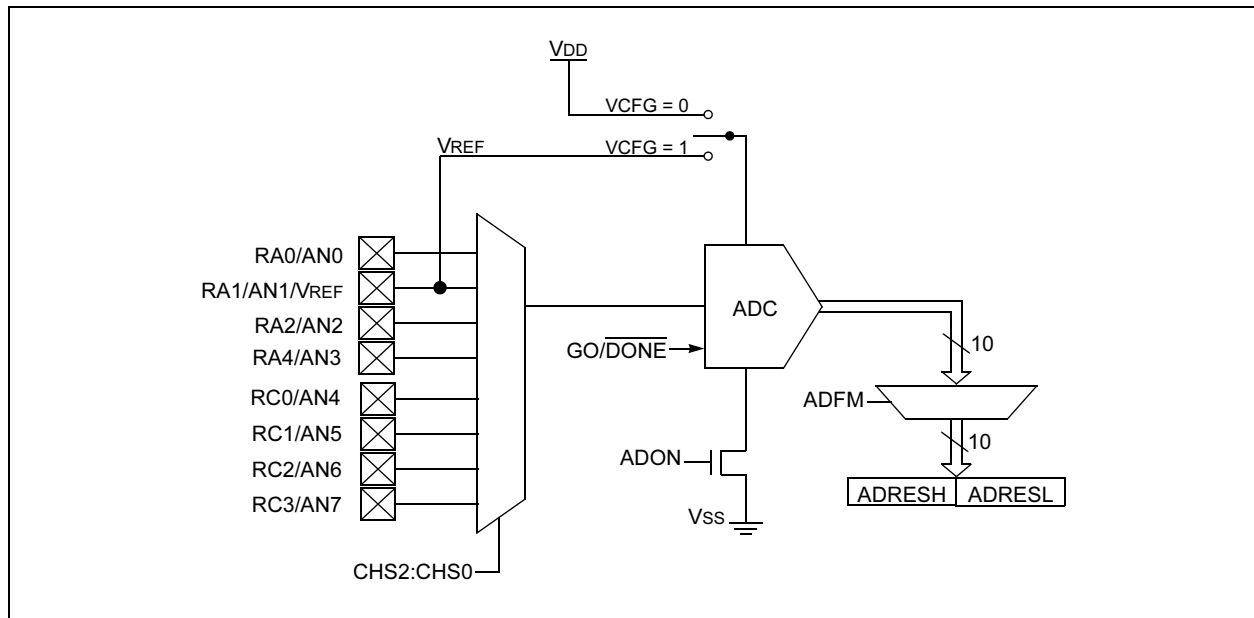 VDD
VCFG = 0
VREF
VCFG = 1
RA0/AN0
RA1/AN1/VREF
RA2/AN2
RA4/AN3
RC0/AN4
RC1/AN5
RC2/AN6
RC3/AN7
CHS2:CHS0
ADC
GO/DONE
10
ADFM
10
ADON
ADRESH ADRESL
VSS